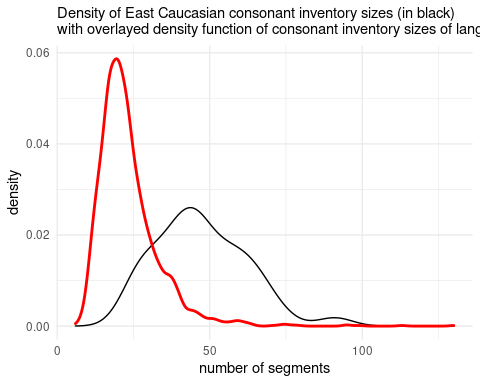 Density of East Caucasian consonant inventory sizes (in black)
with overlayed density function of consonant inventory sizes of
density
0.06
0.04
0.02
0.00
0
50
100
number of segments